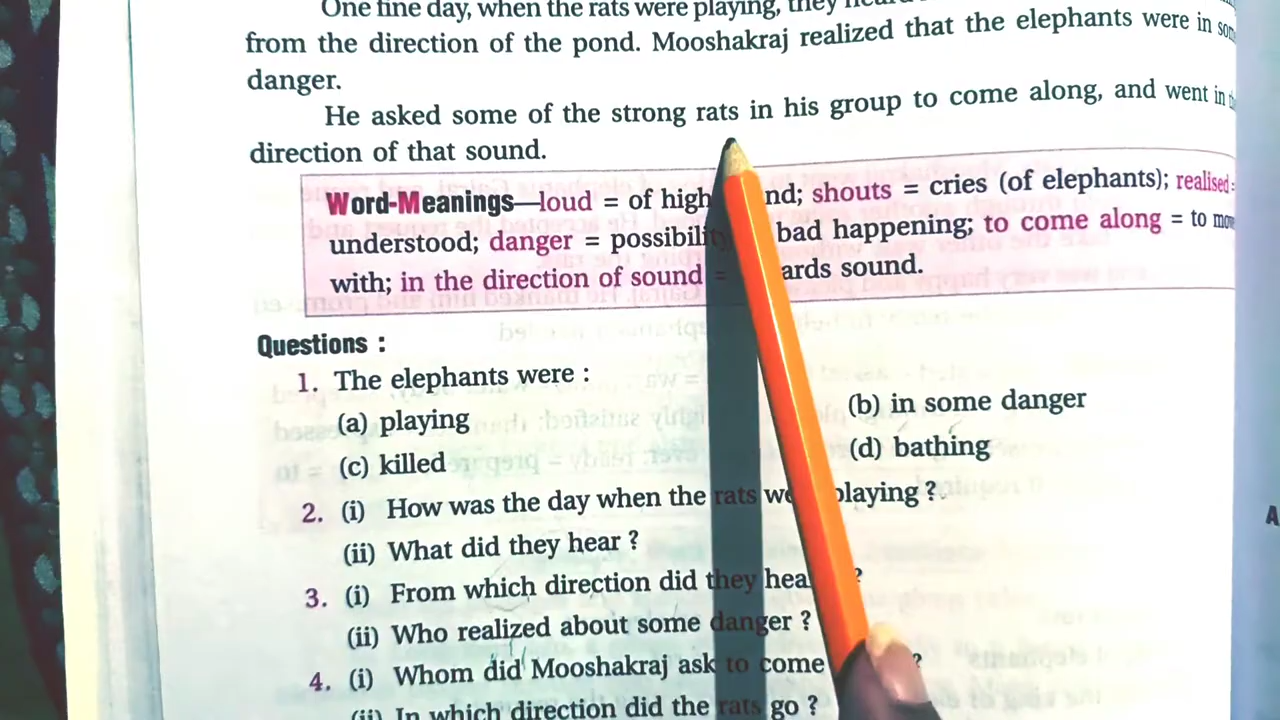 One fine day, when the rats were playing, they
from the direction of the pond. Mooshakraj realized that the elephants were in
danger.
He asked some of the strong rats in his group to come along, and went in
direction of that sound.
Word-Meanings—loud = of high shouts = cries (of elephants); realised =
understood; danger = bad happening; to come along = to
with; in the direction of sound = sound.
Questions :
1. The elephants were :
(a) playing (b) in some danger
(c) killed (d) bathing
2. (i) How was the day when the rats playing ?
(ii) What did they hear ?
3. (i) From which direction did they ?
(ii) Who realized about some danger ?
4. (i) Whom did Mooshakraj ask to come ?
(ii) In which direction did the rats go ?
A